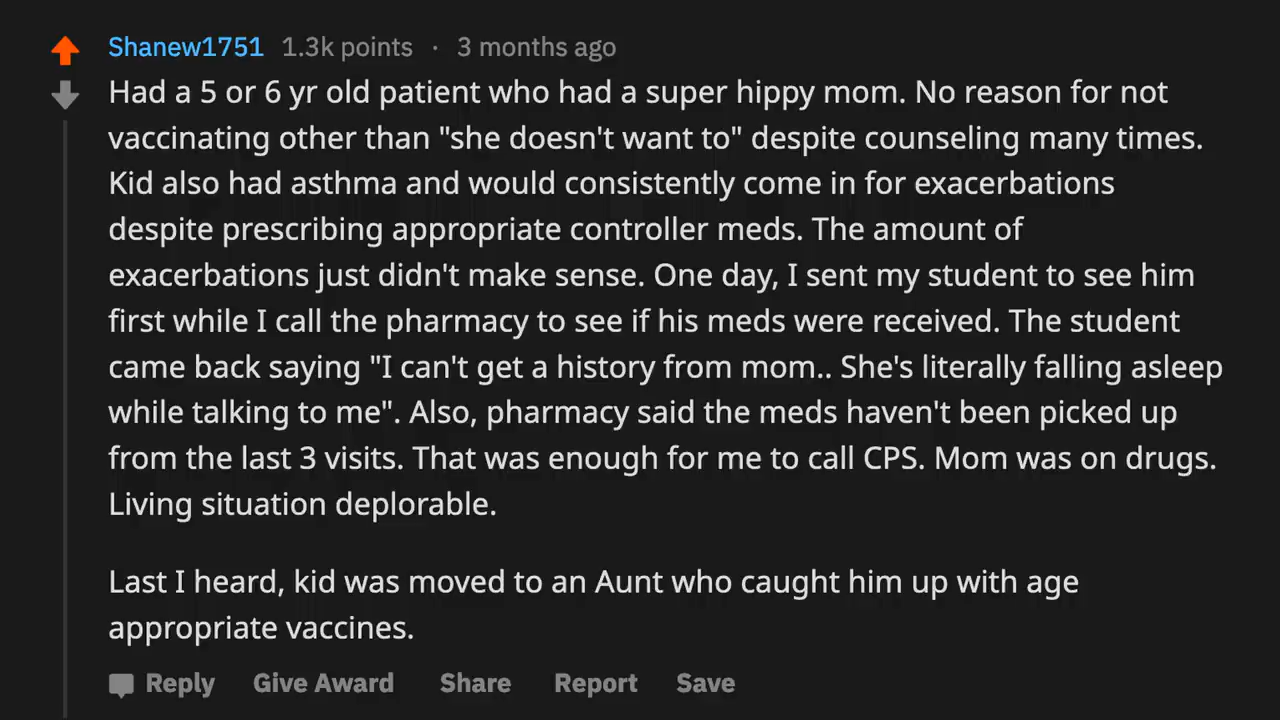 Shanew1751 1.3k points · 3 months ago
Had a 5 or 6 yr old patient who had a super hippy mom. No reason for not
vaccinating other than "she doesn't want to" despite counseling many times.
Kid also had asthma and would consistently come in for exacerbations
despite prescribing appropriate controller meds. The amount of
exacerbations just didn't make sense. One day, I sent my student to see him
first while I call the pharmacy to see if his meds were received. The student
came back saying "I can't get a history from mom.. She's literally falling asleep
while talking to me". Also, pharmacy said the meds haven't been picked up
from the last 3 visits. That was enough for me to call CPS. Mom was on drugs.
Living situation deplorable.
Last I heard, kid was moved to an Aunt who caught him up with age
appropriate vaccines.
Reply Give Award Share Report Save